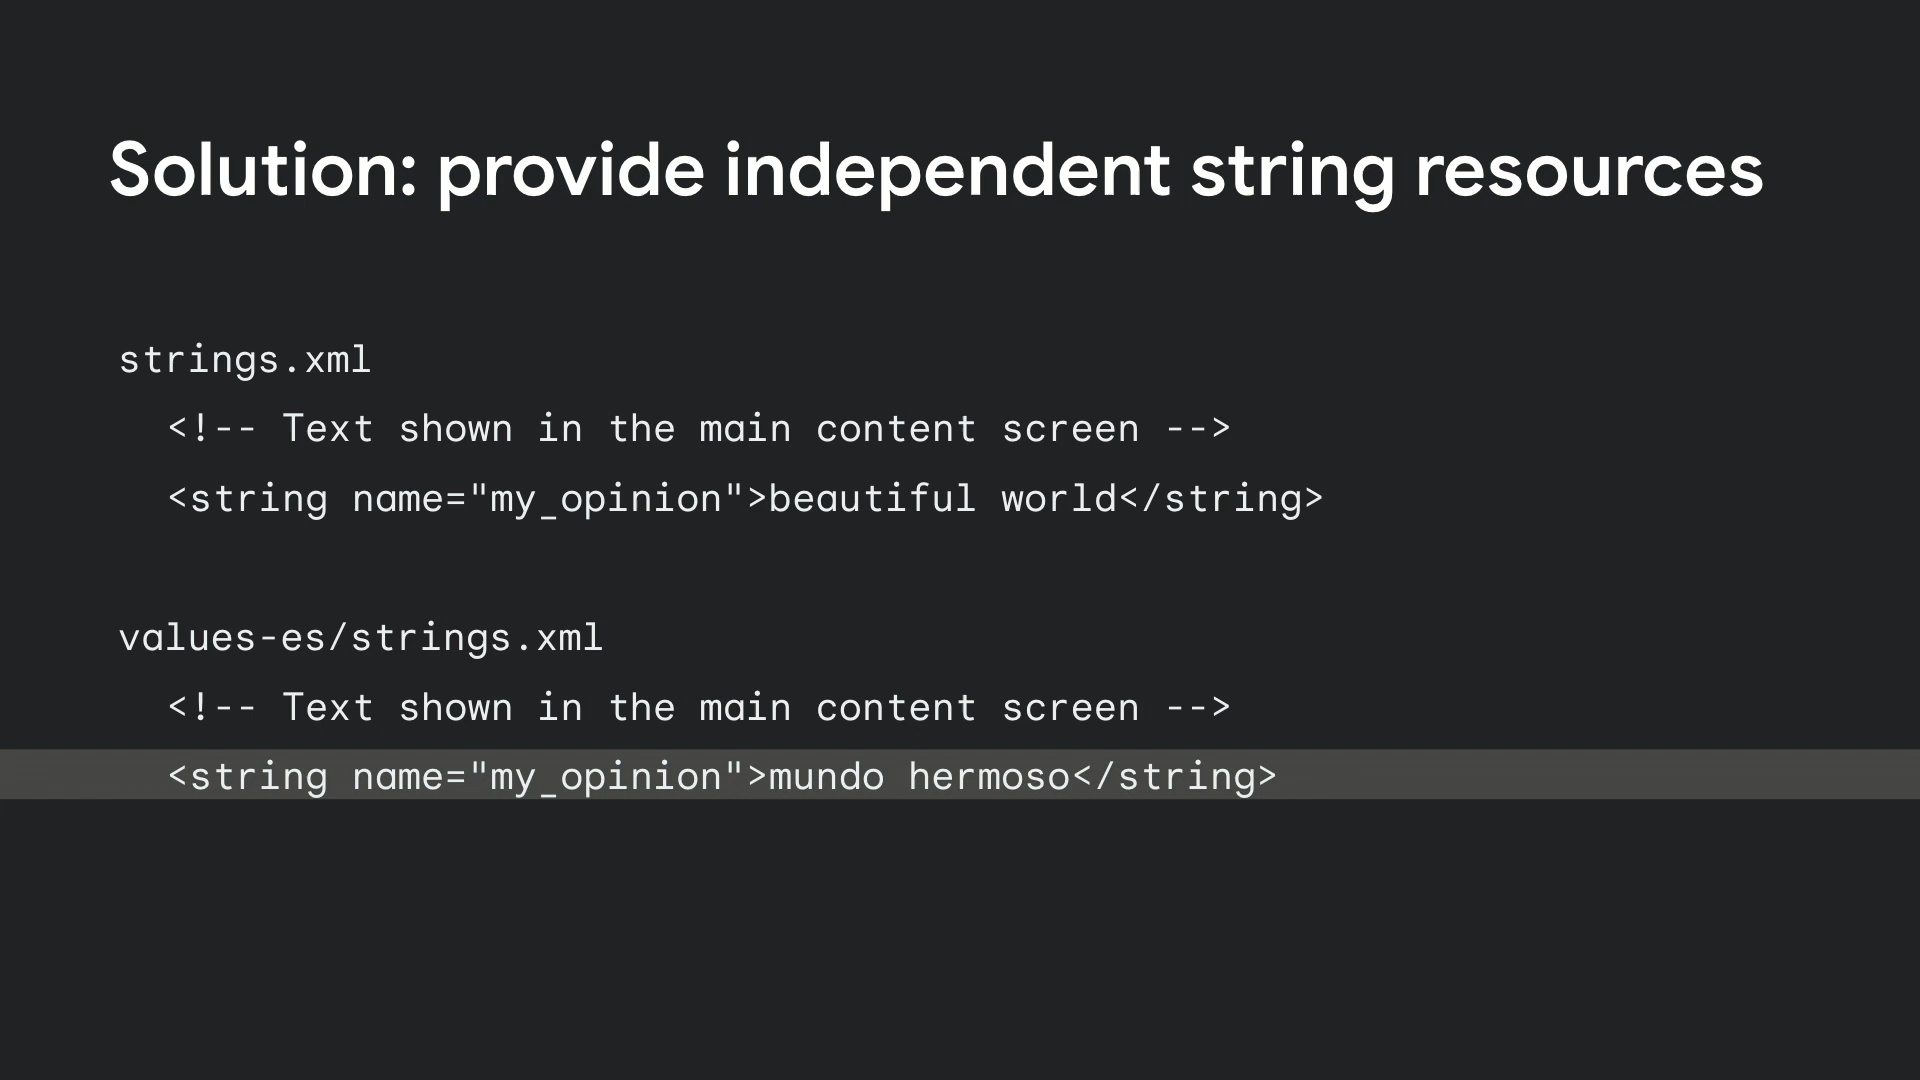 Solution: provide independent string resources
strings.xml
<!-- Text shown in the main content screen -->
<string name="my_opinion">beautiful world</string>
values-es/strings.xml
<!-- Text shown in the main content screen -->
<string name="my_opinion">mundo hermoso</string>